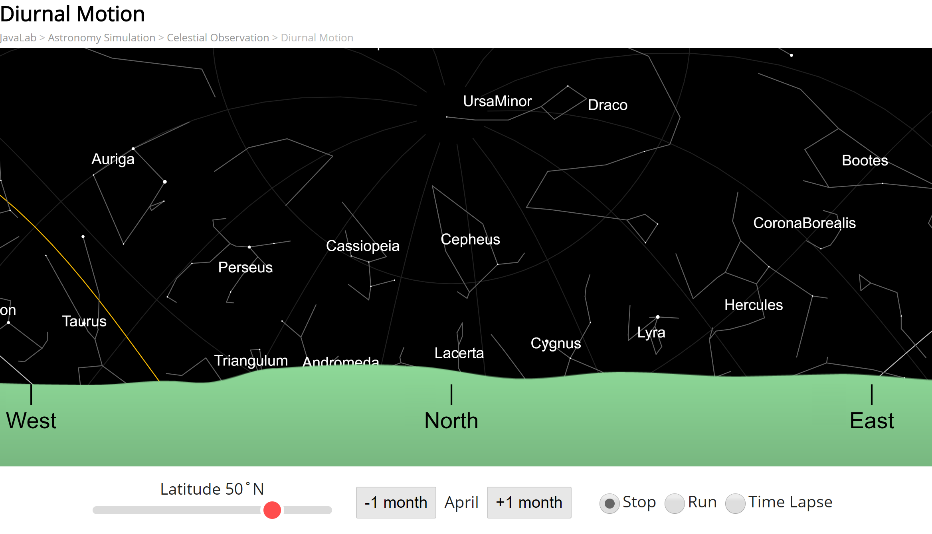 Diurnal Motion
JavaLab > Astronomy Simulation > Celestial Observation > Diurnal Motion
UrsaMinor
Draco
Auriga
Bootes
CoronaBorealis
Cassiopeia
Cepheus
Perseus
on
Taurus
Hercules
Lyra
Cygnus
Lacerta
Triangulum
Andromeda
West
North
East
Latitude 50°N
-1 month April +1 month Stop Run Time Lapse